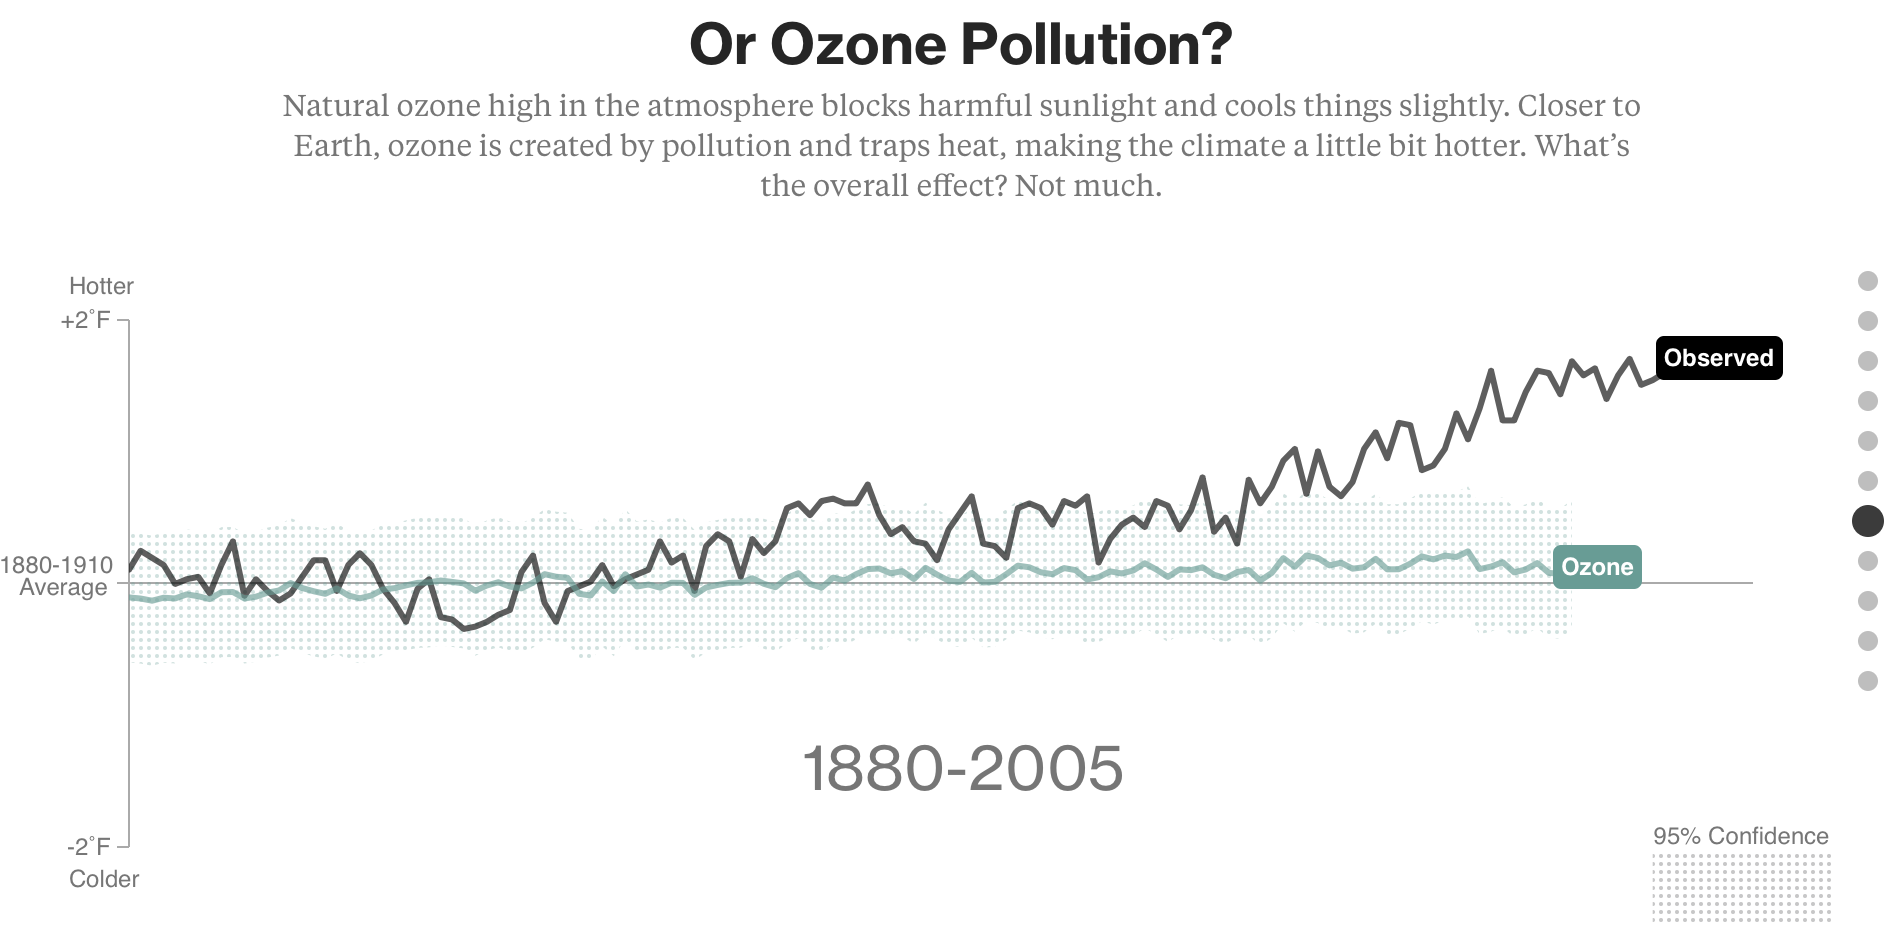 Or Ozone Pollution?
Natural ozone high in the atmosphere blocks harmful sunlight and cools things slightly. Closer to
Earth, ozone is created by pollution and traps heat, making the climate a little bit hotter. What’s
the overall effect? Not much.
Hotter
+2°F
Observed
1880-1910
Average
Ozone
1880-2005
-2°F
Colder
95% Confidence